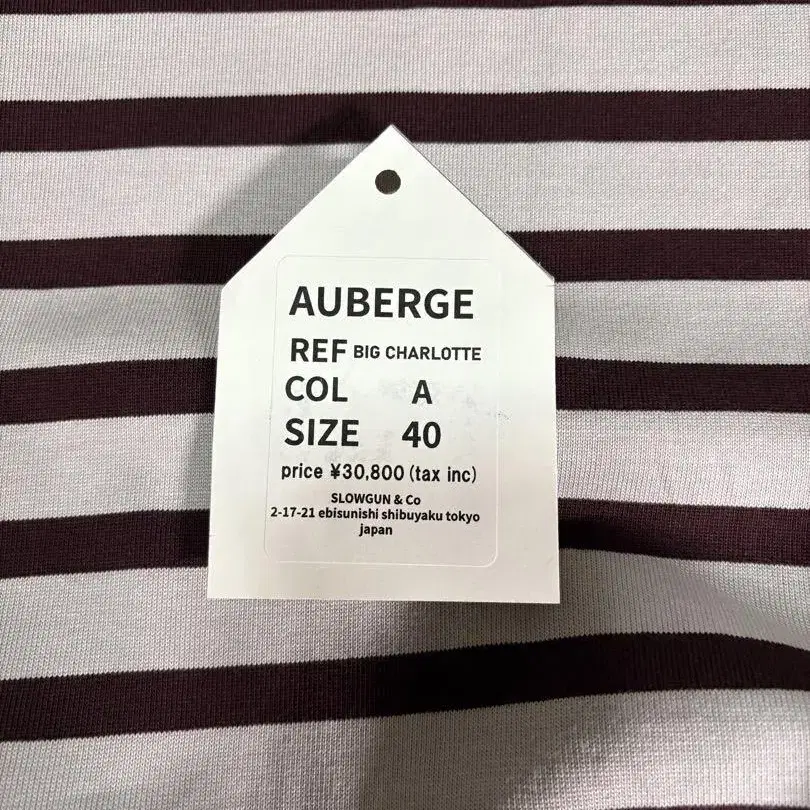 AUBERGE
REF BIG CHARLOTTE
COL A
SIZE 40
price ¥30,800 (tax inc)
SLOWGUN & Co
2-17-21 ebisunishi shibuyaku tokyo
japan